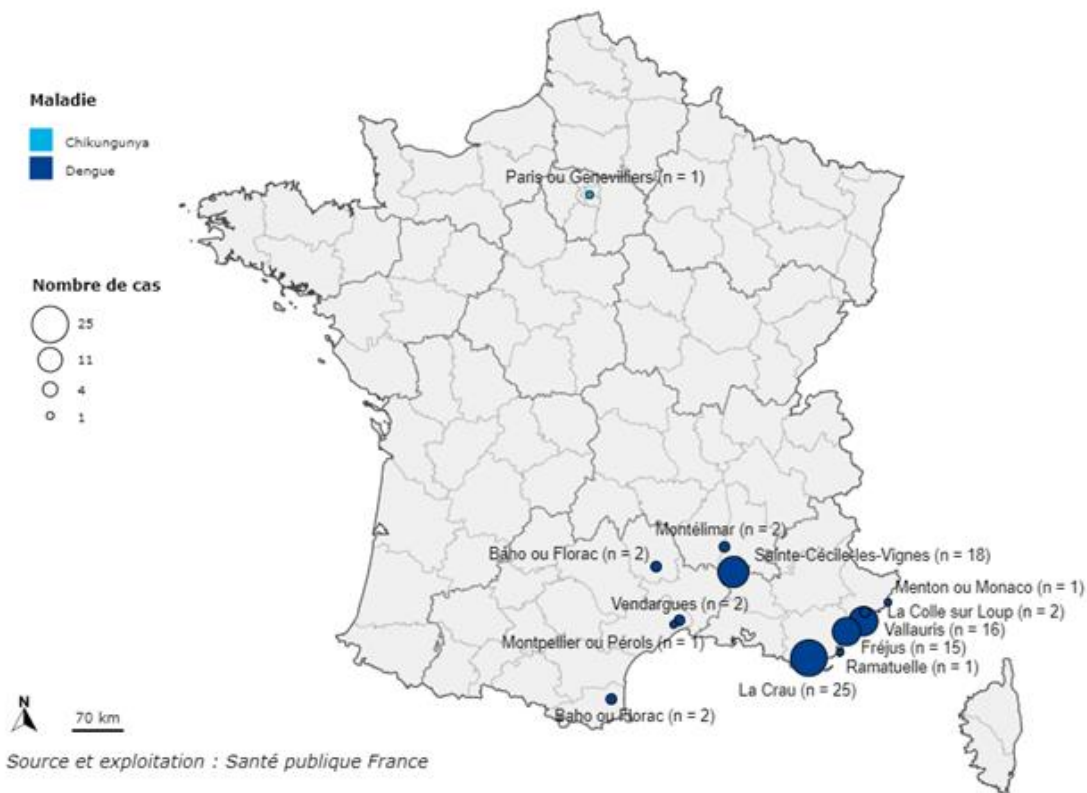 Maladie
Chikungunya
Dengue
Nombre de cas
25
11
4
1
Paris ou Genevilliers (n = 1)
Montélimar (n = 2)
Baho ou Florac (n = 2)
Sainte-Cécile-les-Vignes (n = 18)
Menton ou Monaco (n = 1)
Vendargues (n = 2)
La Colle sur Loup (n = 2)
Vallauris (n = 16)
Montpellier ou Pérols (n = 1)
Fréjus (n = 15)
Ramatuelle (n = 1)
La Crau (n = 25)
Baho ou Florac (n = 2)
N
70 km
Source et exploitation : Santé publique France